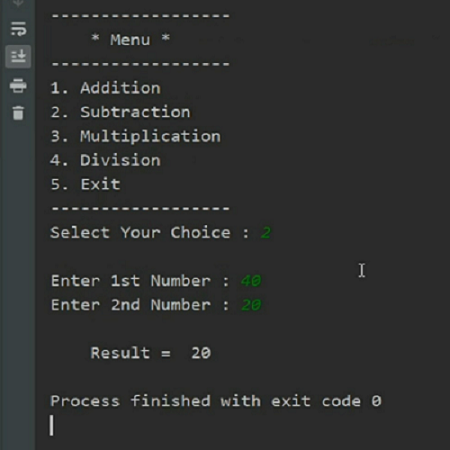 ------------------
* Menu *
------------------
1. Addition
2. Subtraction
3. Multiplication
4. Division
5. Exit
------------------
Select Your Choice : 2
Enter 1st Number : 40
Enter 2nd Number : 20
Result =  20
Process finished with exit code 0